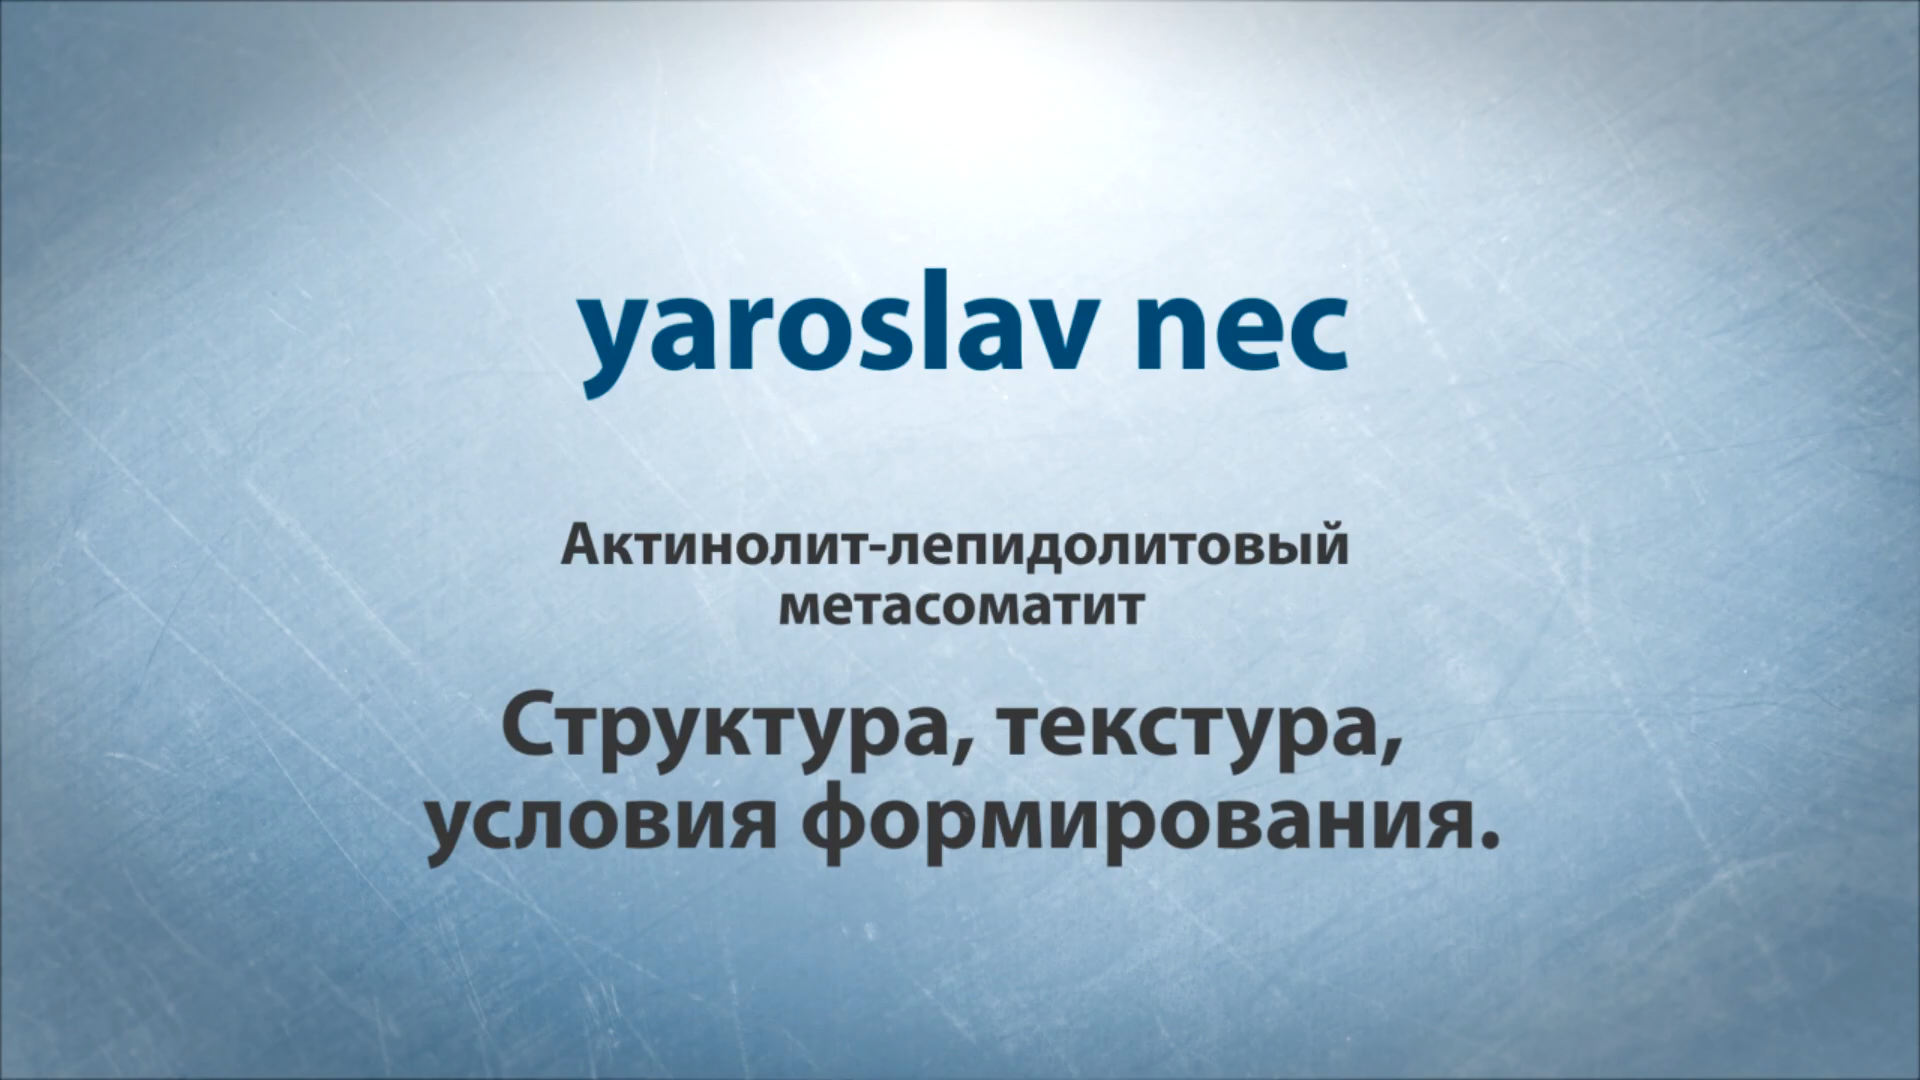 yaroslav nec
Актинолит-лепидолитовый
метасоматит
Структура, текстура,
условия формирования.